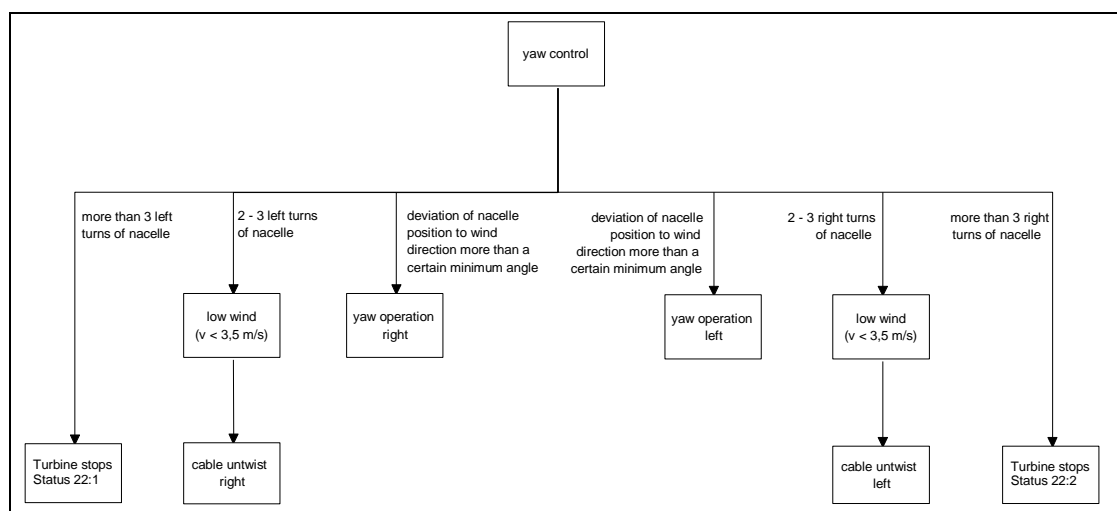 yaw control
more than 3 left
turns of nacelle
2 - 3 left turns
of nacelle
deviation of nacelle
position to wind
direction more than a
certain minimum angle
deviation of nacelle
position to wind
direction more than a
certain minimum angle
2 - 3 right turns
of nacelle
more than 3 right
turns of nacelle
low wind
(v < 3,5 m/s)
yaw operation
right
yaw operation
left
low wind
(v < 3,5 m/s)
Turbine stops
Status 22:1
cable untwist
right
cable untwist
left
Turbine stops
Status 22:2